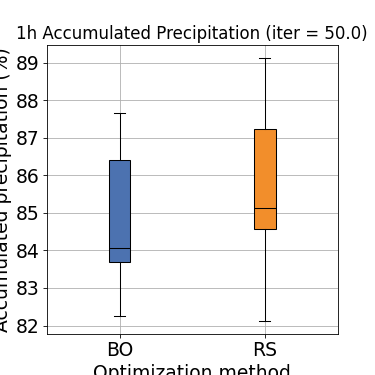 1h Accumulated Precipitation (iter = 50.0)
Accumulated precipitation (%)
89
88
87
86
85
84
83
82
BO RS
Optimization method